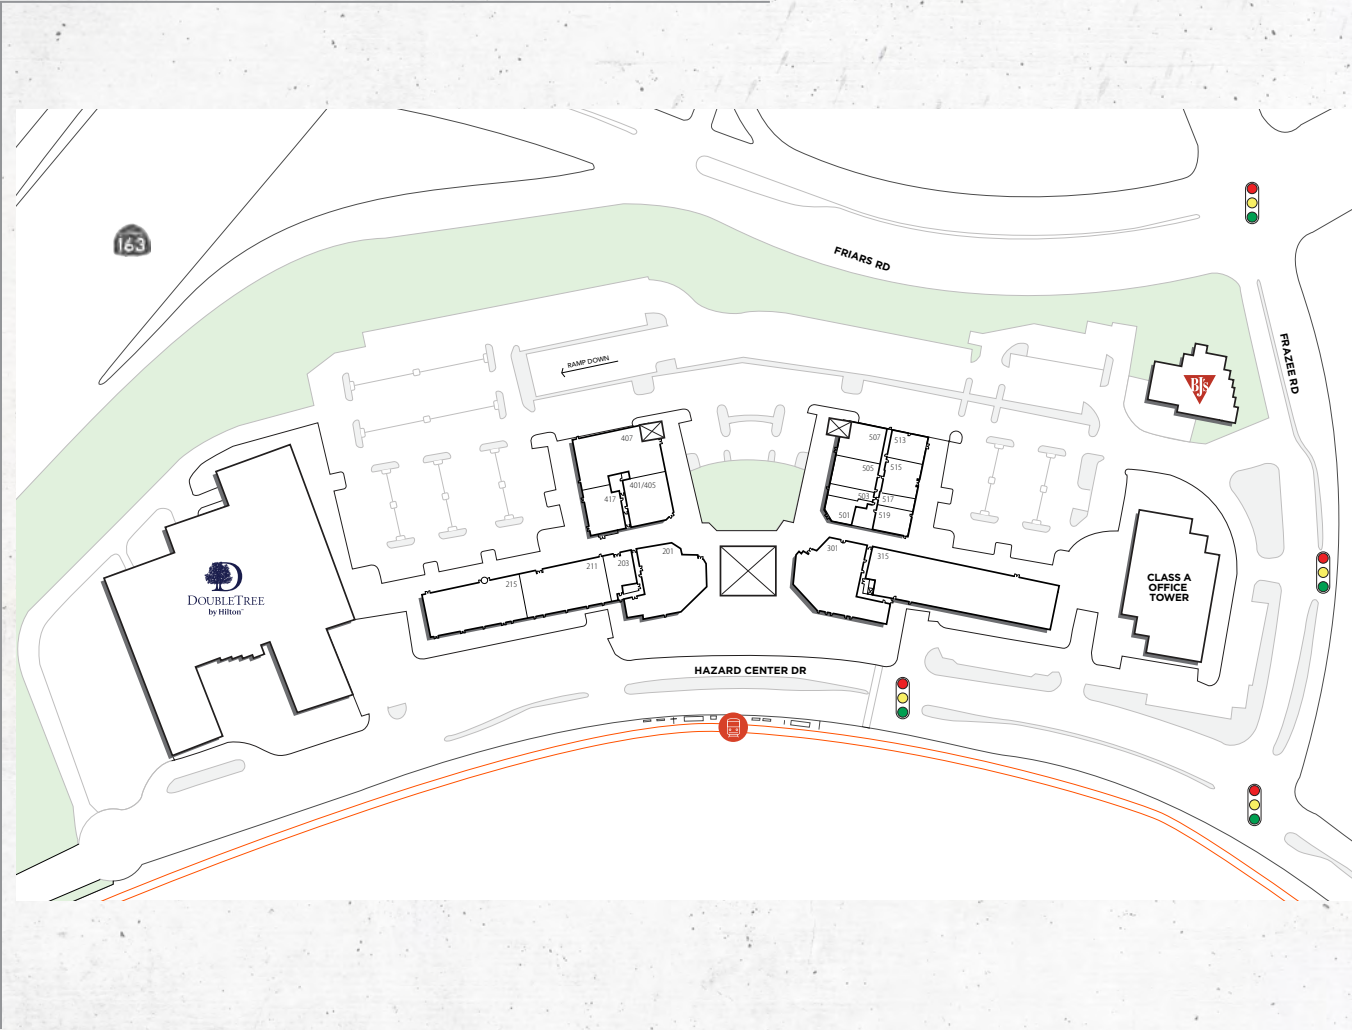 163
FRIARS RD
FRAZEE RD
RAMP DOWN
BJ's
407
401/405
417
507
513
505
515
503
517
501
519
201
203
211
215
301
315
DOUBLETREE
by Hilton™
CLASS A
OFFICE
TOWER
HAZARD CENTER DR